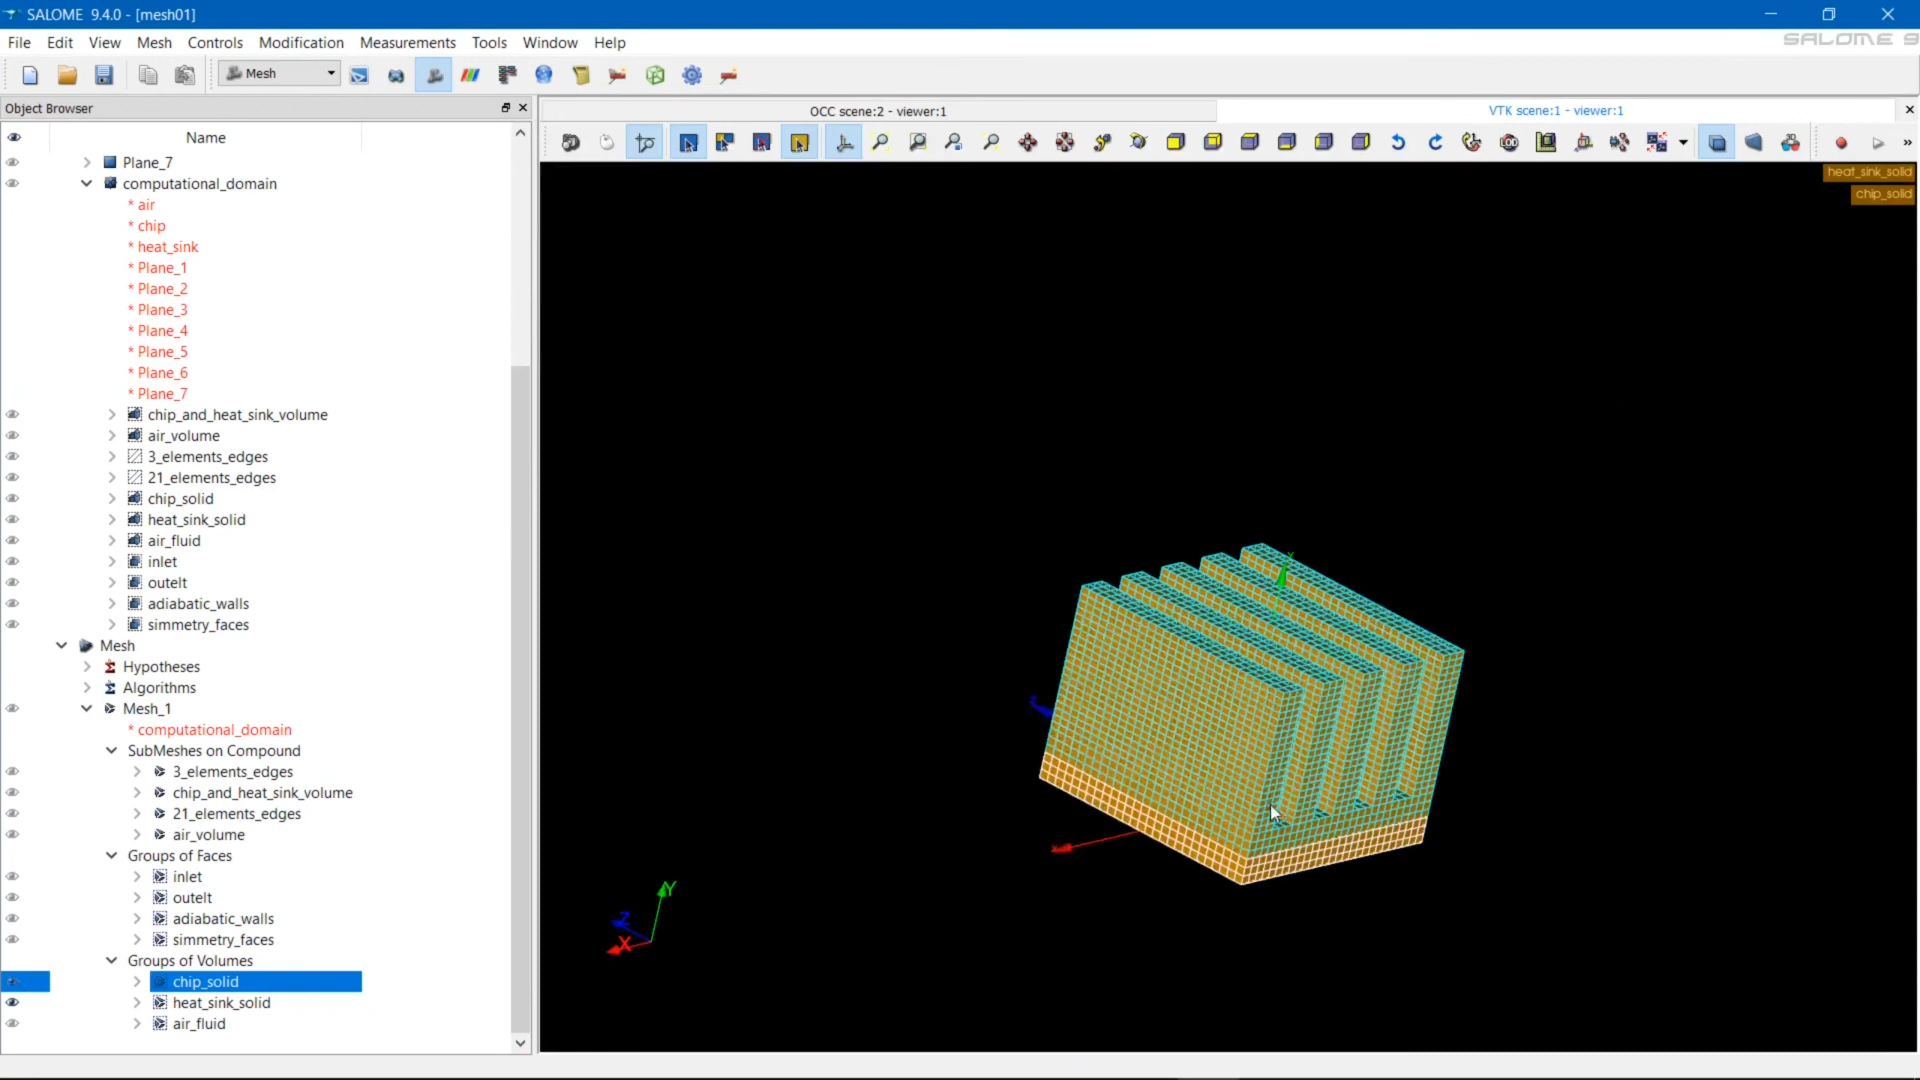 SALOME 9.4.0 - [mesh01]
File Edit View Mesh Controls Modification Measurements Tools Window Help
SALOME 9
Mesh
Object Browser
OCC scene:2 - viewer:1
VTK scene:1 - viewer:1
Name
Plane_7
computational_domain
* air
* chip
* heat_sink
* Plane_1
* Plane_2
* Plane_3
* Plane_4
* Plane_5
* Plane_6
* Plane_7
chip_and_heat_sink_volume
air_volume
3_elements_edges
21_elements_edges
chip_solid
heat_sink_solid
air_fluid
inlet
outelt
adiabatic_walls
simmetry_faces
Mesh
Hypotheses
Algorithms
Mesh_1
* computational_domain
SubMeshes on Compound
3_elements_edges
chip_and_heat_sink_volume
21_elements_edges
air_volume
Groups of Faces
inlet
outelt
adiabatic_walls
simmetry_faces
Groups of Volumes
chip_solid
heat_sink_solid
air_fluid
heat_sink_solid
chip_solid
Y
Z
X